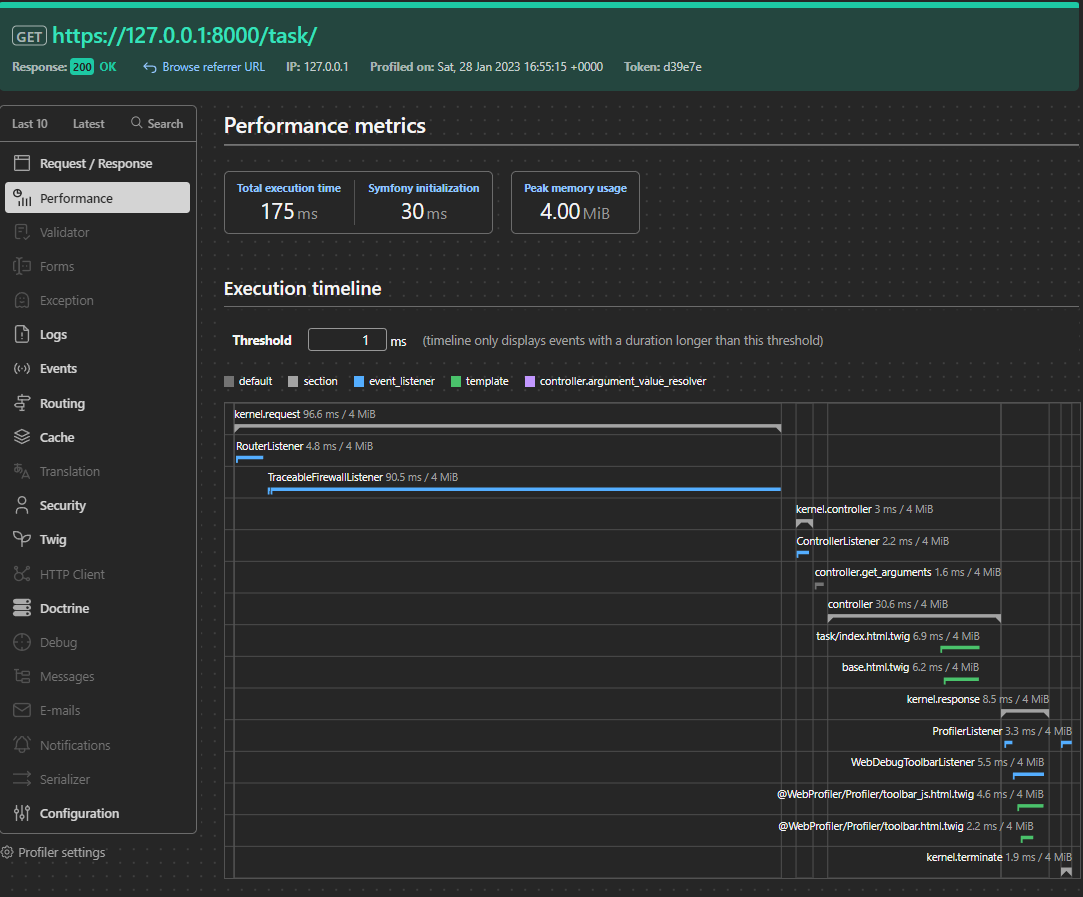 GET https://127.0.0.1:8000/task/
Response: 200 OK Browse referrer URL IP: 127.0.0.1 Profiled on: Sat, 28 Jan 2023 16:55:15 +0000 Token: d39e7e
Last 10 Latest Search
Request / Response
Performance
Validator
Forms
Exception
Logs
Events
Routing
Cache
Translation
Security
Twig
HTTP Client
Doctrine
Debug
Messages
E-mails
Notifications
Serializer
Configuration
Profiler settings
Performance metrics
Total execution time Symfony initialization Peak memory usage
175 ms 30 ms 4.00 MiB
Execution timeline
Threshold 1 ms (timeline only displays events with a duration longer than this threshold)
default section event_listener template controller.argument_value_resolver
kernel.request 96.6 ms / 4 MiB
RouterListener 4.8 ms / 4 MiB
TraceableFirewallListener 90.5 ms / 4 MiB
kernel.controller 3 ms / 4 MiB
ControllerListener 2.2 ms / 4 MiB
controller.get_arguments 1.6 ms / 4 MiB
controller 30.6 ms / 4 MiB
task/index.html.twig 6.9 ms / 4 MiB
base.html.twig 6.2 ms / 4 MiB
kernel.response 8.5 ms / 4 MiB
ProfilerListener 3.3 ms / 4 MiB
WebDebugToolbarListener 5.5 ms / 4 MiB
@WebProfiler/Profiler/toolbar_js.html.twig 4.6 ms / 4 MiB
@WebProfiler/Profiler/toolbar.html.twig 2.2 ms / 4 MiB
kernel.terminate 1.9 ms / 4 MiB